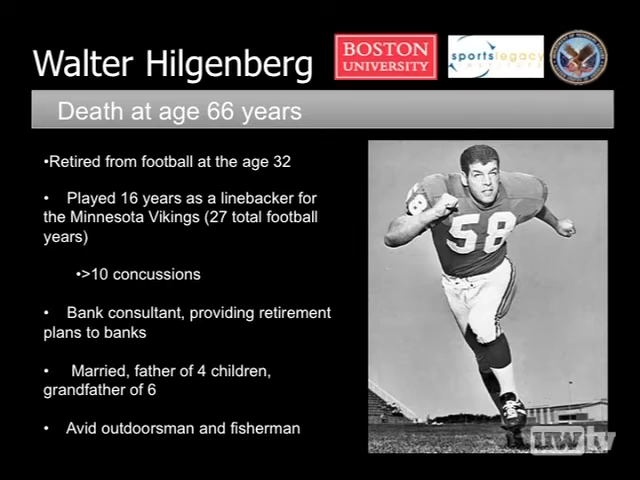 Walter Hilgenberg
BOSTON
UNIVERSITY
sportslegacy
INSTITUTE
Death at age 66 years
•Retired from football at the age 32
• Played 16 years as a linebacker for
the Minnesota Vikings (27 total football
years)
•>10 concussions
• Bank consultant, providing retirement
plans to banks
• Married, father of 4 children,
grandfather of 6
• Avid outdoorsman and fisherman
58
58
uwtv